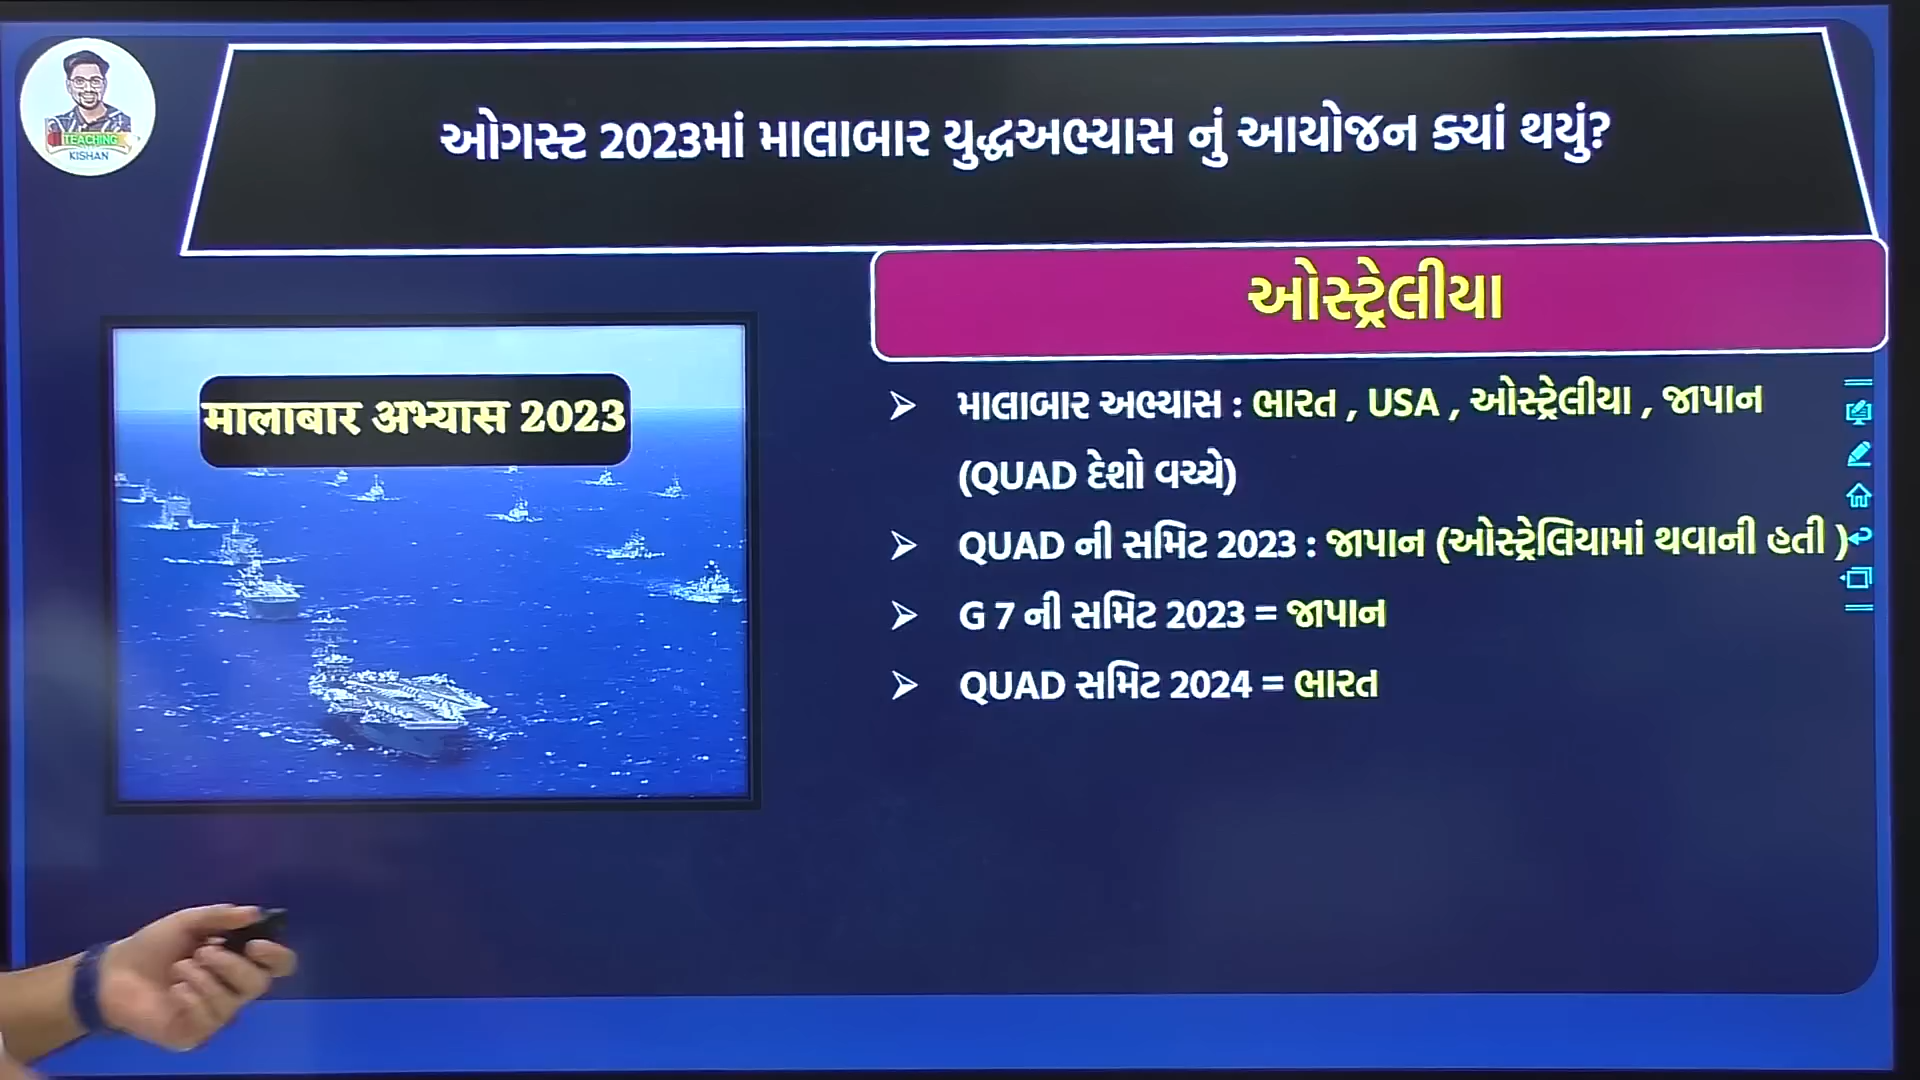 TEACHING
KISHAN
ઓગસ્ટ 2023માં માલાબાર યુદ્ધઅભ્યાસ નું આયોજન ક્યાં થયું?
ઓસ્ટ્રેલીયા
मालाबार अभ्यास 2023
માલાબાર અભ્યાસ : ભારત , USA , ઓસ્ટ્રેલીયા , જાપાન
(QUAD દેશો વચ્ચે)
QUAD ની સમિટ 2023 : જાપાન (ઓસ્ટ્રેલિયામાં થવાની હતી )
G 7 ની સમિટ 2023 = જાપાન
QUAD સમિટ 2024 = ભારત